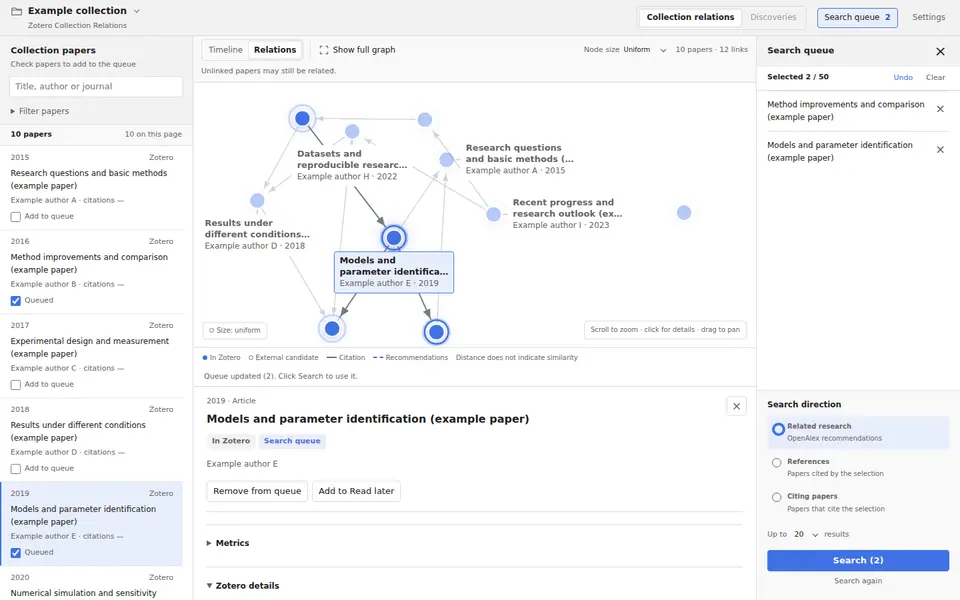 Example collection
Zotero Collection Relations
Collection relations
Discoveries
Search queue 2
Settings
Collection papers
Check papers to add to the queue
Title, author or journal
Filter papers
10 papers
10 on this page
2015
Zotero
Research questions and basic methods
(example paper)
Example author A · citations —
Add to queue
2016
Zotero
Method improvements and comparison
(example paper)
Example author B · citations —
Queued
2017
Zotero
Experimental design and measurement
(example paper)
Example author C · citations —
Add to queue
2018
Zotero
Results under different conditions
(example paper)
Example author D · citations —
Add to queue
2019
Zotero
Models and parameter identification
(example paper)
Example author E · citations —
Queued
2020
Zotero
Numerical simulation and sensitivity
Timeline
Relations
Show full graph
Node size Uniform
10 papers · 12 links
Unlinked papers may still be related.
Datasets and
reproducible researc…
Example author H · 2022
Research questions
and basic methods (…
Example author A · 2015
Recent progress and
research outlook (ex…
Example author I · 2023
Results under
different conditions…
Example author D · 2018
Models and
parameter identifica…
Example author E · 2019
Size: uniform
Scroll to zoom · click for details · drag to pan
In Zotero
External candidate
Citation
Recommendations
Distance does not indicate similarity
Queue updated (2). Click Search to use it.
2019 · Article
Models and parameter identification (example paper)
In Zotero
Search queue
Example author E
Remove from queue
Add to Read later
Metrics
Zotero details
Search queue
Selected 2 / 50
Undo
Clear
Method improvements and comparison
(example paper)
Models and parameter identification
(example paper)
Search direction
Related research
OpenAlex recommendations
References
Papers cited by the selection
Citing papers
Papers that cite the selection
Up to 20 results
Search (2)
Search again